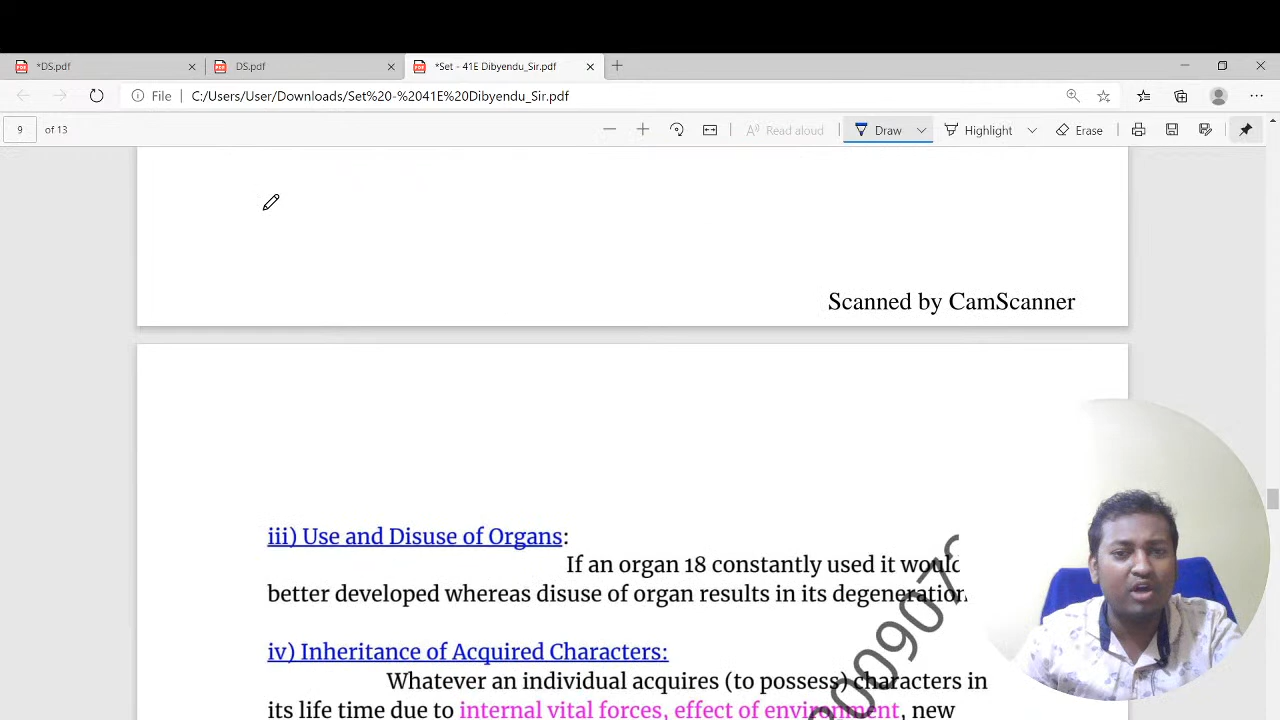 *DS.pdf
DS.pdf
*Set - 41E Dibyendu_Sir.pdf
File
C:/Users/User/Downloads/Set%20-%2041E%20Dibyendu_Sir.pdf
9 of 13
Read aloud
Draw
Highlight
Erase
Scanned by CamScanner
iii) Use and Disuse of Organs:
If an organ 18 constantly used it would
better developed whereas disuse of organ results in its degeneration.
iv) Inheritance of Acquired Characters:
Whatever an individual acquires (to possess) characters in
its life time due to internal vital forces, effect of environment, new